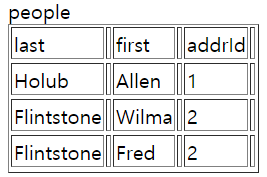 people
last first addrId
Holub Allen 1
Flintstone Wilma 2
Flintstone Fred 2